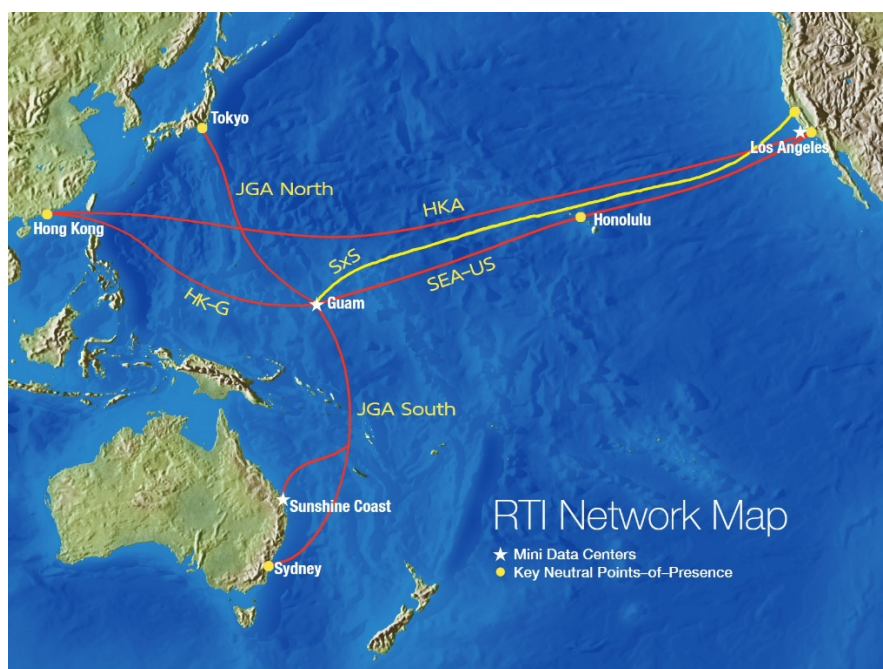 Tokyo
JGA North
Los Angeles
HKA
Hong Kong
Honolulu
SxS
SEA–US
HK–G
Guam
JGA South
Sunshine Coast
RTI Network Map
Mini Data Centers
Key Neutral Points–of–Presence
Sydney